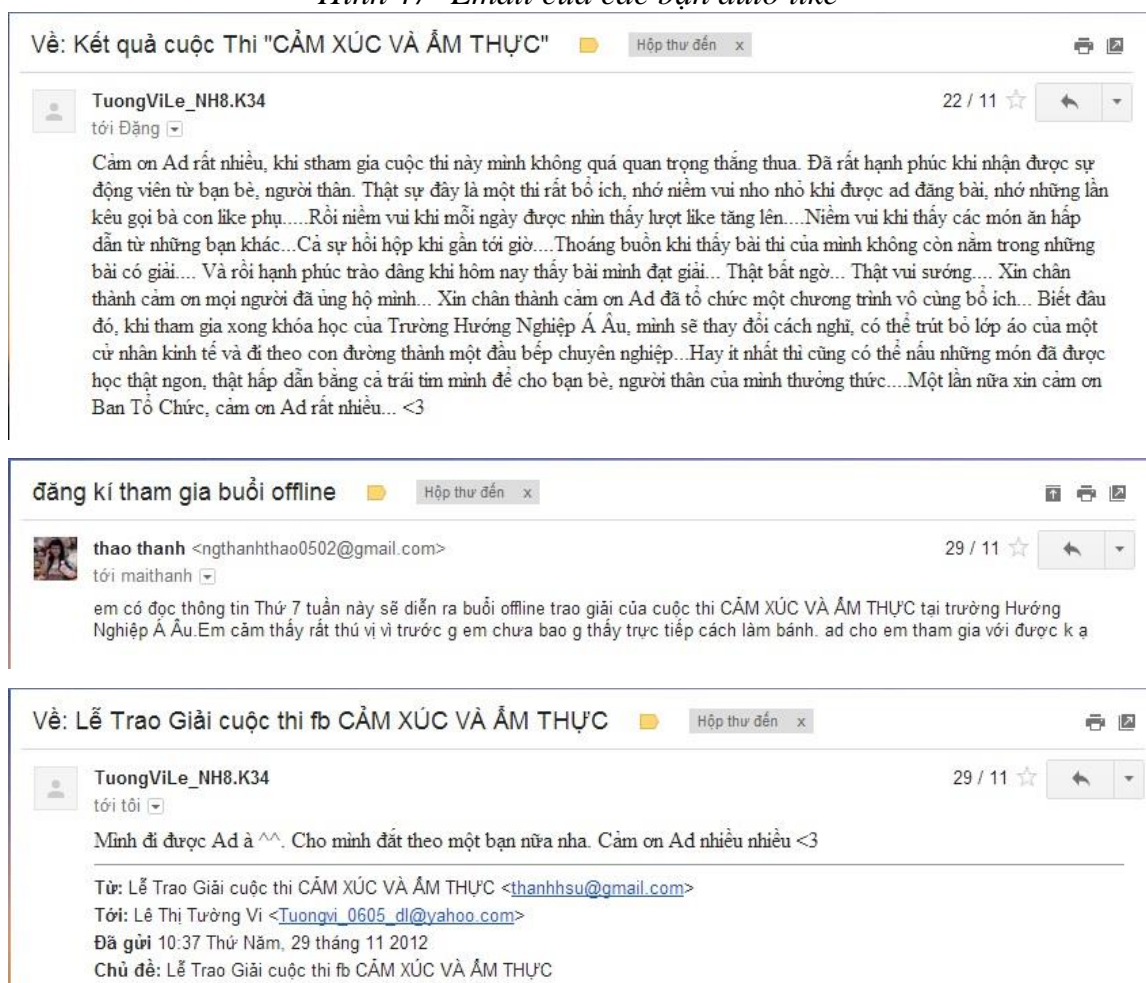 Hình 47 Email của các bạn auto like
Về: Kết quả cuộc Thi "CẢM XÚC VÀ ẨM THỰC" Hộp thư đến x
TuongViLe_NH8.K34 22 / 11
tới Đặng
Cảm ơn Ad rất nhiều, khi stham gia cuộc thi này mình không quá quan trọng thắng thua. Đã rất hạnh phúc khi nhận được sự
động viên từ bạn bè, người thân. Thật sự đây là một thi rất bổ ích, nhớ niềm vui nho nhỏ khi được ad đăng bài, nhớ những lần
kêu gọi bà con like phụ.....Rồi niềm vui khi mỗi ngày được nhìn thấy lượt like tăng lên....Niềm vui khi thấy các món ăn hấp
dẫn từ những bạn khác...Cả sự hồi hộp khi gần tới giờ....Thoáng buồn khi thấy bài thi của mình không còn nằm trong những
bài có giải.... Và rồi hạnh phúc trào dâng khi hôm nay thấy bài mình đạt giải... Thật bất ngờ... Thật vui sướng.... Xin chân
thành cảm ơn mọi người đã ủng hộ mình... Xin chân thành cảm ơn Ad đã tổ chức một chương trình vô cùng bổ ích... Biết đâu
đó, khi tham gia xong khóa học của Trường Hướng Nghiệp Á Âu, mình sẽ thay đổi cách nghĩ, có thể trút bỏ lớp áo của một
cử nhân kinh tế và đi theo con đường thành một đầu bếp chuyên nghiệp...Hay ít nhất thì cũng có thể nấu những món đã được
học thật ngon, thật hấp dẫn bằng cả trái tim mình để cho bạn bè, người thân của mình thưởng thức....Một lần nữa xin cảm ơn
Ban Tổ Chức, cảm ơn Ad rất nhiều... <3
đăng kí tham gia buổi offline Hộp thư đến x
thao thanh <ngthanhthao0502@gmail.com> 29 / 11
tới maithanh
em có đọc thông tin Thứ 7 tuần này sẽ diễn ra buổi offline trao giải của cuộc thi CẢM XÚC VÀ ẨM THỰC tại trường Hướng
Nghiệp Á Âu.Em cảm thấy rất thú vị vì trước g em chưa bao g thấy trực tiếp cách làm bánh. ad cho em tham gia với được k ạ
Về: Lễ Trao Giải cuộc thi fb CẢM XÚC VÀ ẨM THỰC Hộp thư đến x
TuongViLe_NH8.K34 29 / 11
tới tôi
Mình đi được Ad à ^^. Cho mình đắt theo một bạn nữa nha. Cảm ơn Ad nhiều nhiều <3
Từ: Lễ Trao Giải cuộc thi CẢM XÚC VÀ ẨM THỰC <thanhhsu@gmail.com>
Tới: Lê Thị Tường Vi <Tuongvi_0605_dl@yahoo.com>
Đã gửi 10:37 Thứ Năm, 29 tháng 11 2012
Chủ đề: Lễ Trao Giải cuộc thi fb CẢM XÚC VÀ ẨM THỰC